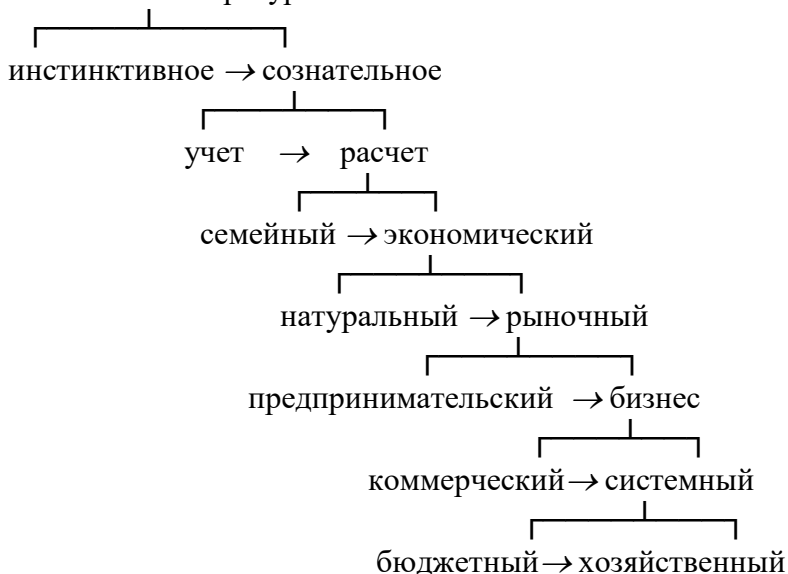 инстинктивное → сознательное
учет → расчет
семейный → экономический
натуральный → рыночный
предпринимательский → бизнес
коммерческий → системный
бюджетный → хозяйственный